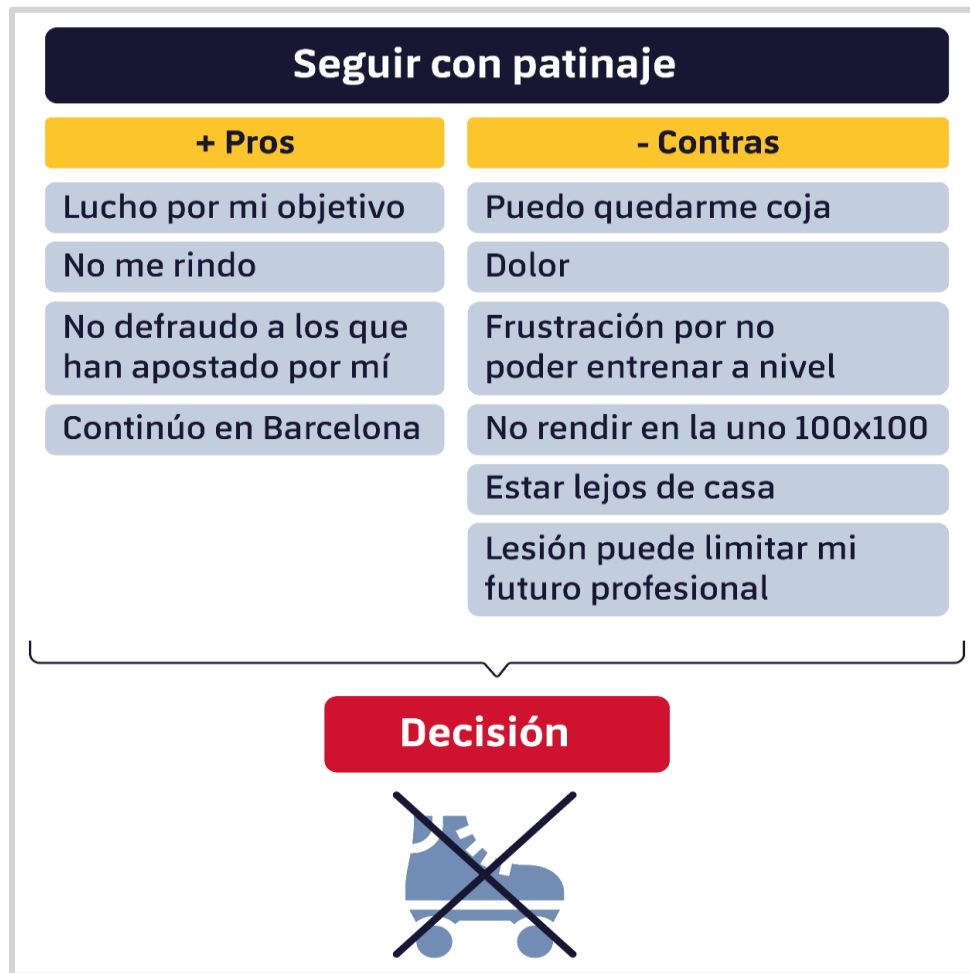 Seguir con patinaje
+ Pros
Lucho por mi objetivo
No me rindo
No defraudo a los que
han apostado por mí
Continúo en Barcelona
- Contras
Puedo quedarme coja
Dolor
Frustración por no
poder entrenar a nivel
No rendir en la uno 100x100
Estar lejos de casa
Lesión puede limitar mi
futuro profesional
Decisión